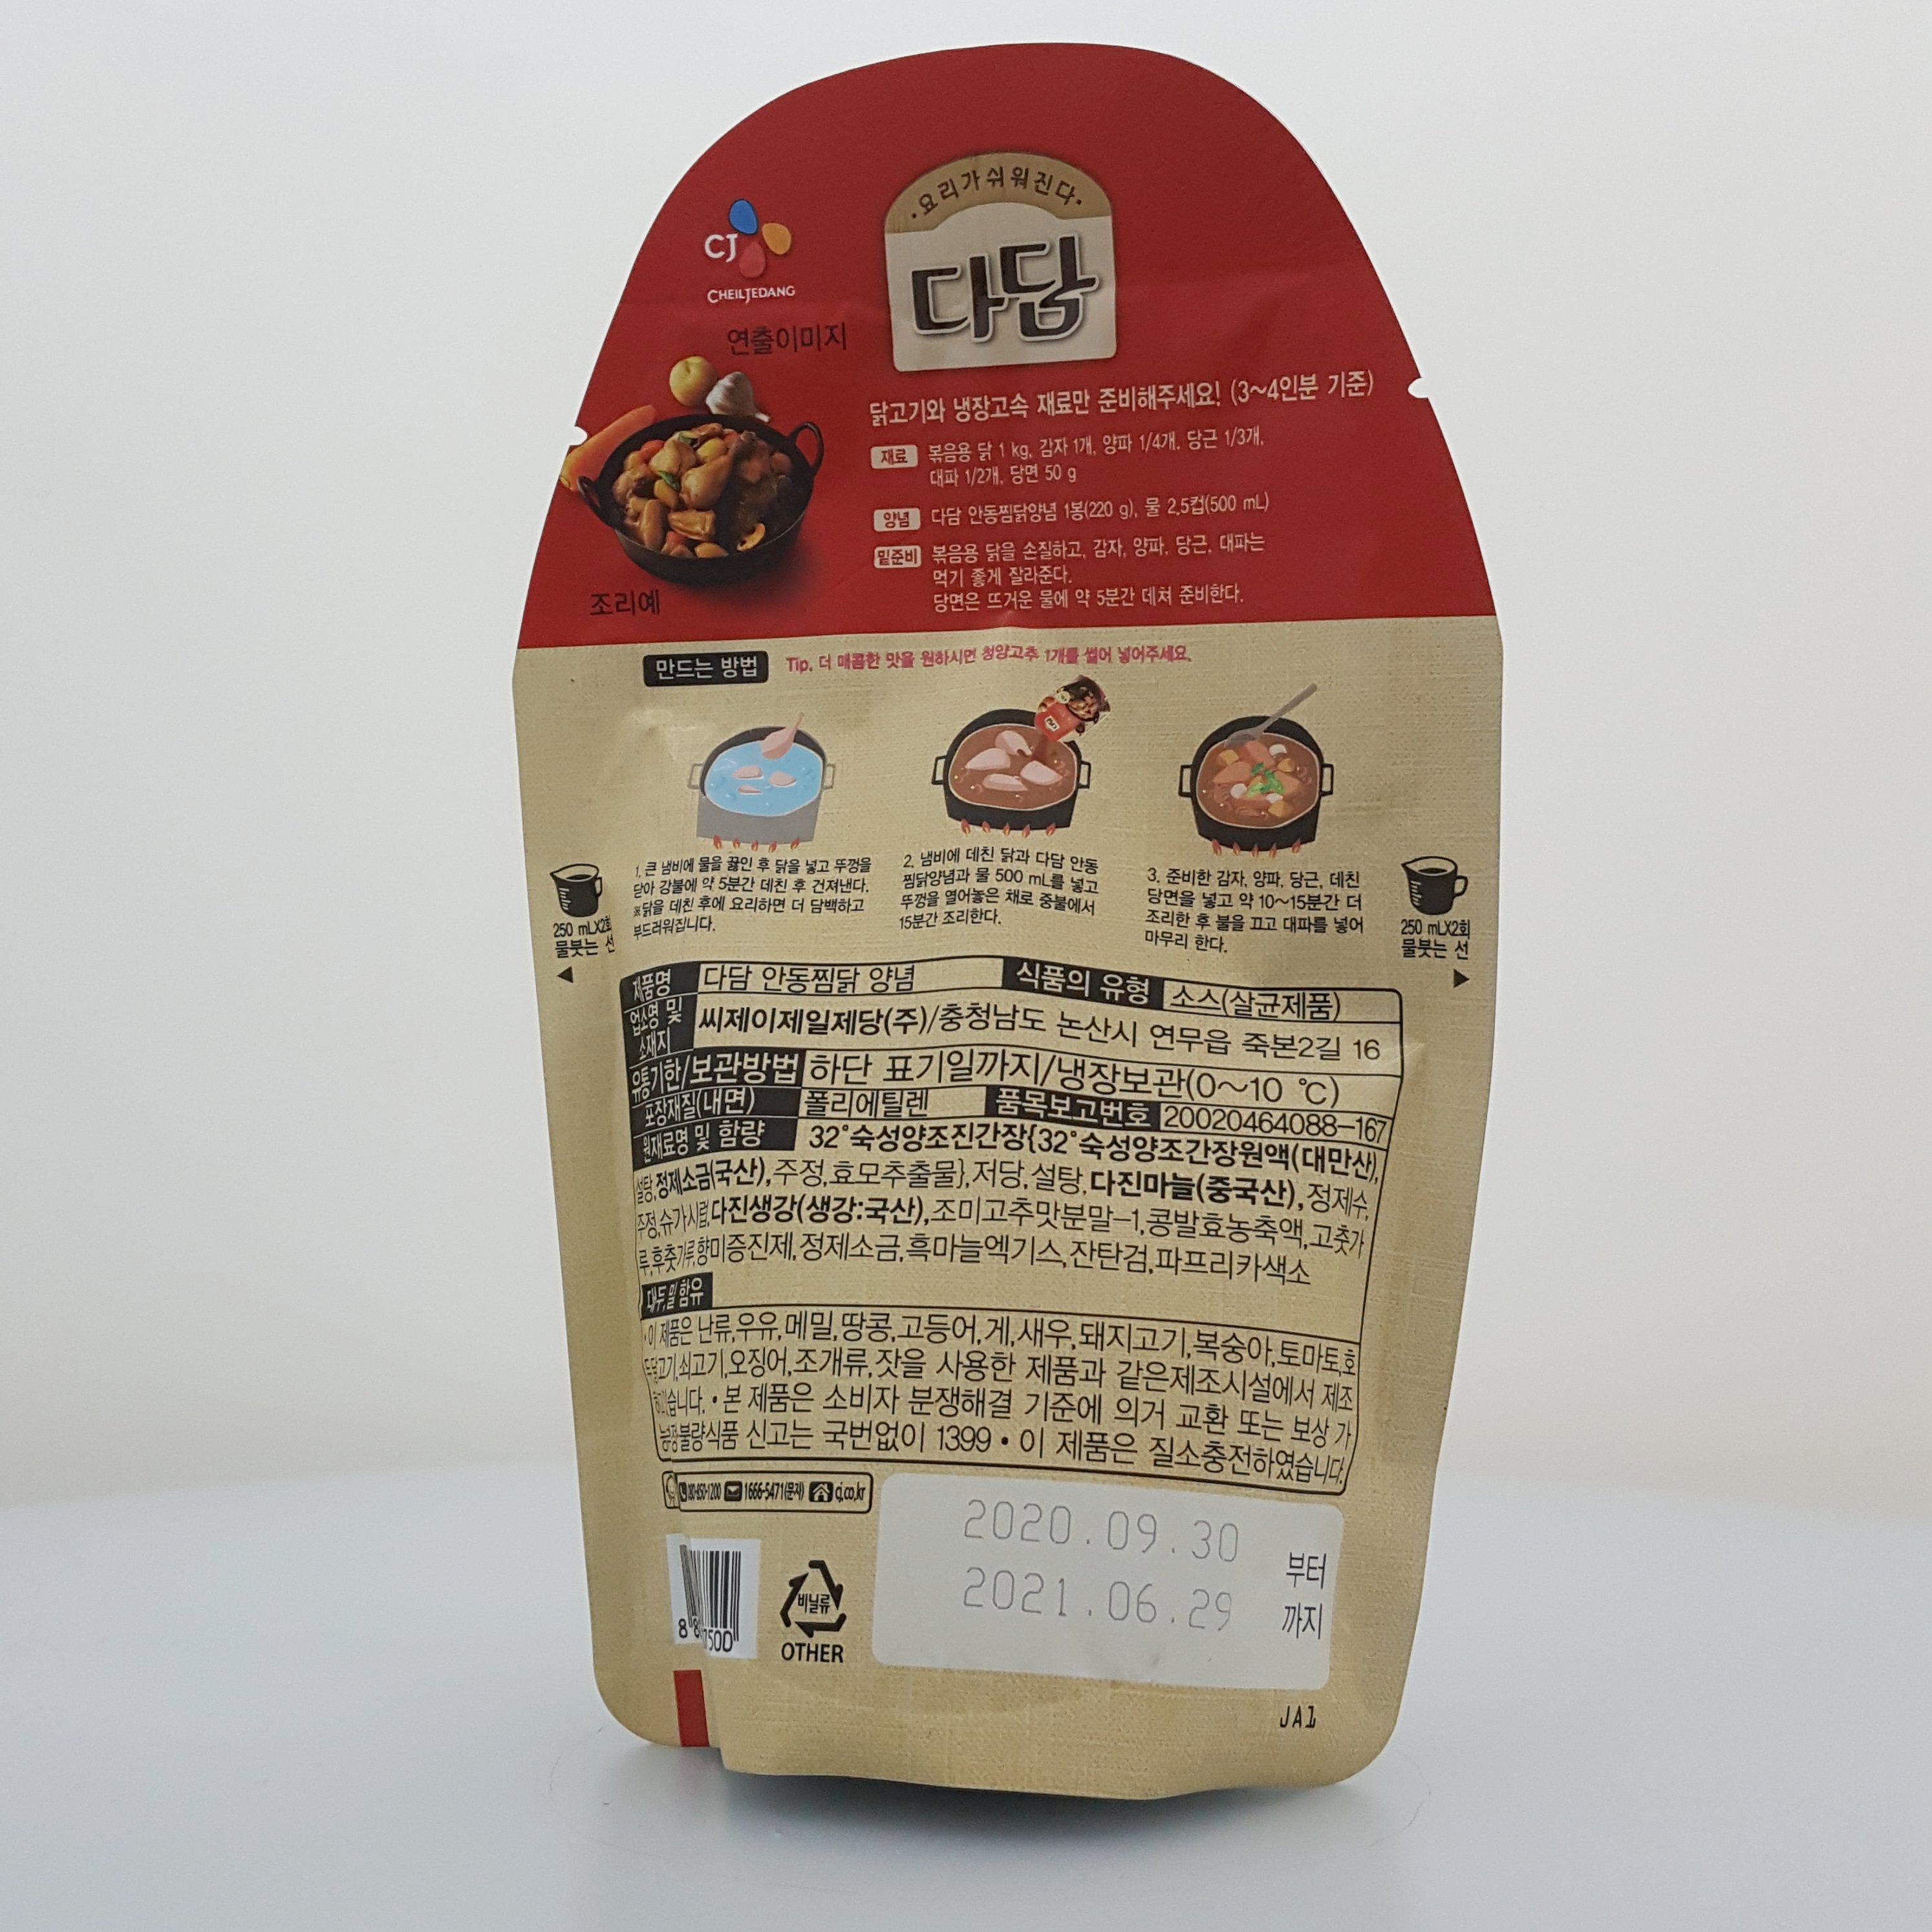 ·요리가쉬워진다·
다담
CJ
CHEILJEDANG
연출이미지
조리예
닭고기와 냉장고속 재료만 준비해주세요! (3~4인분 기준)
재료 볶음용 닭 1 kg, 감자 1개, 양파 1/4개, 당근 1/3개,
대파 1/2개, 당면 50 g
양념 다담 안동찜닭양념 1봉(220 g), 물 2.5컵(500 mL)
밑준비 볶음용 닭을 손질하고, 감자, 양파, 당근, 대파는
먹기 좋게 잘라준다.
당면은 뜨거운 물에 약 5분간 데쳐 준비한다.
만드는 방법 Tip. 더 매콤한 맛을 원하시면 청양고추 1개를 썰어 넣어주세요.
1. 큰 냄비에 물을 끓인 후 닭을 넣고 뚜껑을
닫아 강불에 약 5분간 데친 후 건져낸다.
※닭을 데친 후에 요리하면 더 담백하고
부드러워집니다.
2. 냄비에 데친 닭과 다담 안동
찜닭양념과 물 500 mL를 넣고
뚜껑을 열어놓은 채로 중불에서
15분간 조리한다.
3. 준비한 감자, 양파, 당근, 데친
당면을 넣고 약 10~15분간 더
조리한 후 불을 끄고 대파를 넣어
마무리 한다.
250 mLX2회
물붓는 선
250 mLX2회
물붓는 선
제품명 다담 안동찜닭 양념 식품의 유형 소스(살균제품)
업소명 및
소재지 씨제이제일제당(주)/충청남도 논산시 연무읍 죽본2길 16
유통기한/보관방법 하단 표기일까지/냉장보관(0~10 ℃)
포장재질(내면) 폴리에틸렌 품목보고번호 20020464088-167
원재료명 및 함량 32°숙성양조진간장{32°숙성양조간장원액(대만산),
설탕,정제소금(국산),주정,효모추출물},저당,설탕,다진마늘(중국산),정제수,
주정,슈가시럽,다진생강(생강:국산),조미고추맛분말-1,콩발효농축액,고춧가
루,후춧가루,향미증진제,정제소금,흑마늘엑기스,잔탄검,파프리카색소
대두,밀 함유
·이 제품은 난류,우유,메밀,땅콩,고등어,게,새우,돼지고기,복숭아,토마토,호
닭고기,쇠고기,오징어,조개류,잣을 사용한 제품과 같은제조시설에서 제조
습니다. • 본 제품은 소비자 분쟁해결 기준에 의거 교환 또는 보상 가
불량식품 신고는 국번없이 1399 • 이 제품은 질소충전하였습니다.
1666-5471(문자) cj.co.kr
2020.09.30 부터
2021.06.29 까지
비닐류
OTHER
JA1